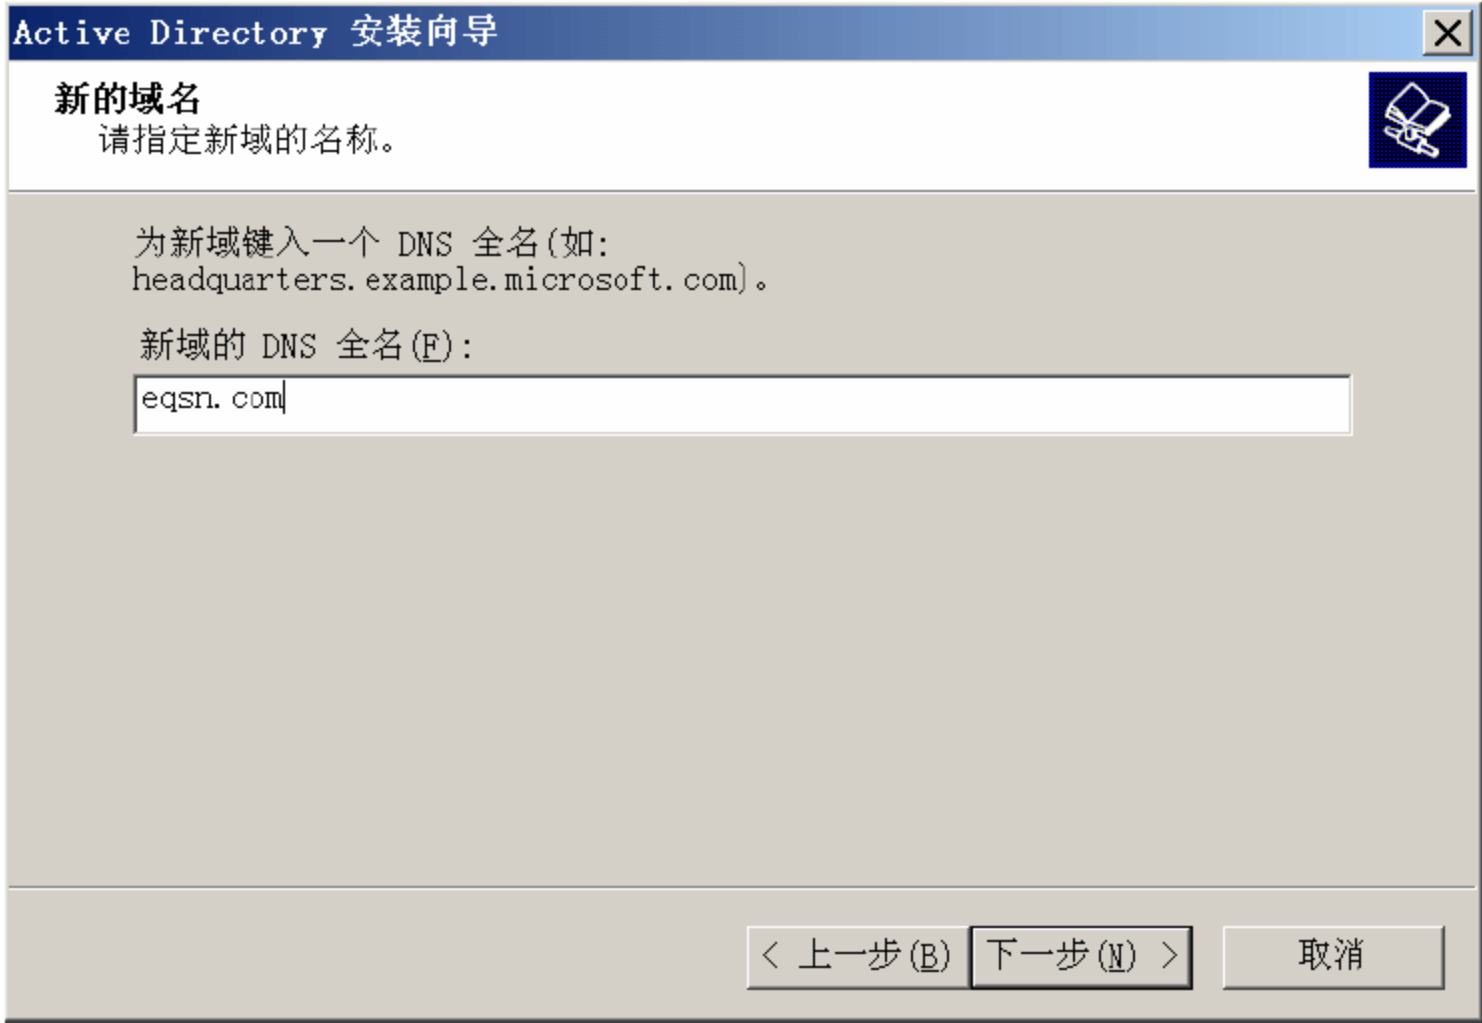 Active Directory 安装向导
新的域名
请指定新域的名称。
为新域键入一个 DNS 全名(如:
headquarters.example.microsoft.com)。
新域的 DNS 全名(F):
eqsn.com
< 上一步(B)
下一步(N) >
取消